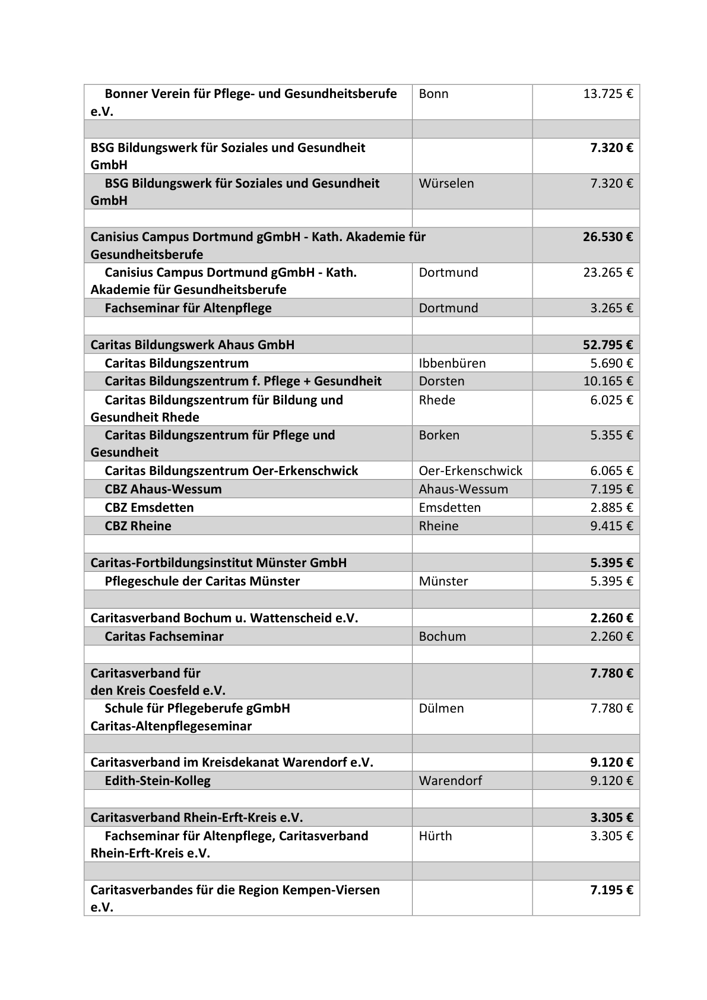 Bonner Verein für Pflege- und Gesundheitsberufe Bonn 13.725 €
e.V.
BSG Bildungswerk für Soziales und Gesundheit 7.320 €
GmbH
BSG Bildungswerk für Soziales und Gesundheit Würselen 7.320 €
GmbH
Canisius Campus Dortmund gGmbH - Kath. Akademie für 26.530 €
Gesundheitsberufe
Canisius Campus Dortmund gGmbH - Kath. Dortmund 23.265 €
Akademie für Gesundheitsberufe
Fachseminar für Altenpflege Dortmund 3.265 €
Caritas Bildungswerk Ahaus GmbH 52.795 €
Caritas Bildungszentrum Ibbenbüren 5.690 €
Caritas Bildungszentrum f. Pflege + Gesundheit Dorsten 10.165 €
Caritas Bildungszentrum für Bildung und Rhede 6.025 €
Gesundheit Rhede
Caritas Bildungszentrum für Pflege und Borken 5.355 €
Gesundheit
Caritas Bildungszentrum Oer-Erkenschwick Oer-Erkenschwick 6.065 €
CBZ Ahaus-Wessum Ahaus-Wessum 7.195 €
CBZ Emsdetten Emsdetten 2.885 €
CBZ Rheine Rheine 9.415 €
Caritas-Fortbildungsinstitut Münster GmbH 5.395 €
Pflegeschule der Caritas Münster Münster 5.395 €
Caritasverband Bochum u. Wattenscheid e.V. 2.260 €
Caritas Fachseminar Bochum 2.260 €
Caritasverband für 7.780 €
den Kreis Coesfeld e.V.
Schule für Pflegeberufe gGmbH Dülmen 7.780 €
Caritas-Altenpflegeseminar
Caritasverband im Kreisdekanat Warendorf e.V. 9.120 €
Edith-Stein-Kolleg Warendorf 9.120 €
Caritasverband Rhein-Erft-Kreis e.V. 3.305 €
Fachseminar für Altenpflege, Caritasverband Hürth 3.305 €
Rhein-Erft-Kreis e.V.
Caritasverbandes für die Region Kempen-Viersen 7.195 €
e.V.